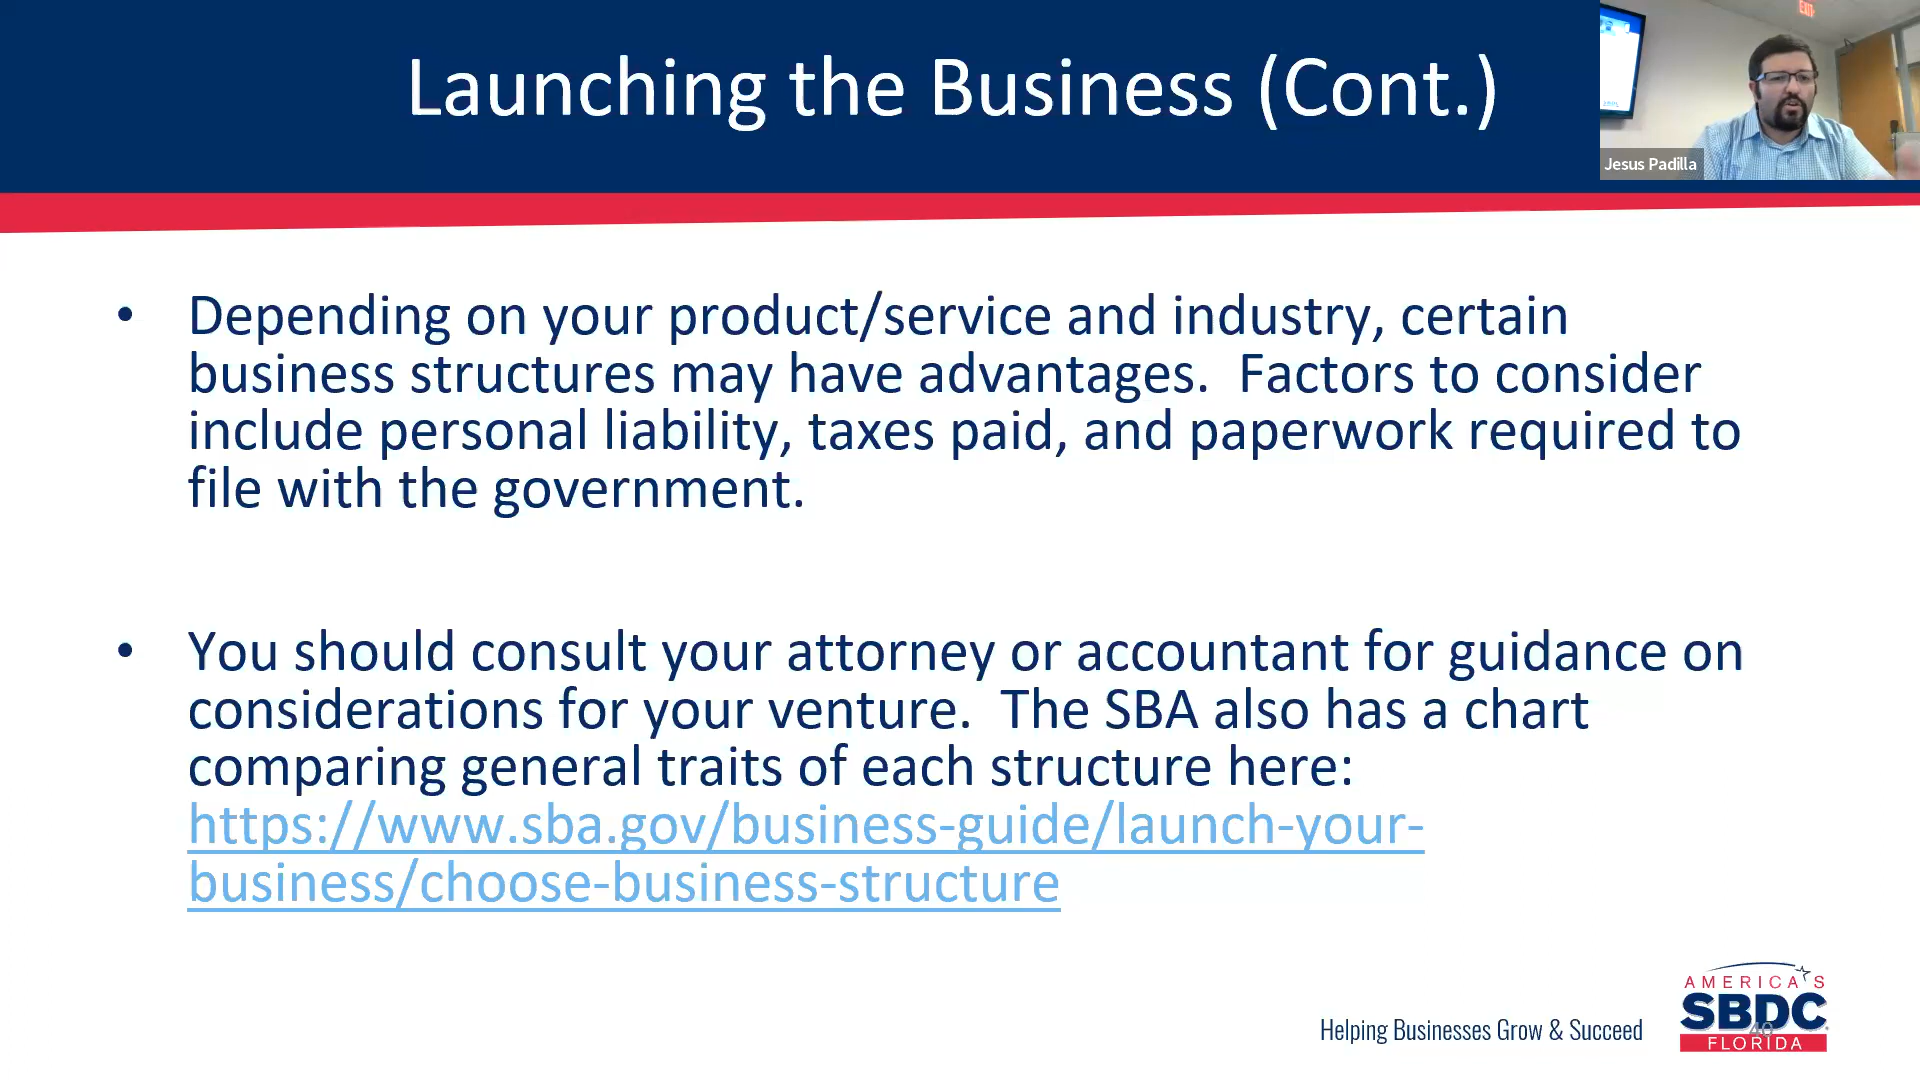 Launching the Business (Cont.)
EXIT
Jesus Padilla
• Depending on your product/service and industry, certain
business structures may have advantages.  Factors to consider
include personal liability, taxes paid, and paperwork required to
file with the government.
• You should consult your attorney or accountant for guidance on
considerations for your venture.  The SBA also has a chart
comparing general traits of each structure here:
https://www.sba.gov/business-guide/launch-your-
business/choose-business-structure
Helping Businesses Grow & Succeed
AMERICA'S
SBDC
40
FLORIDA